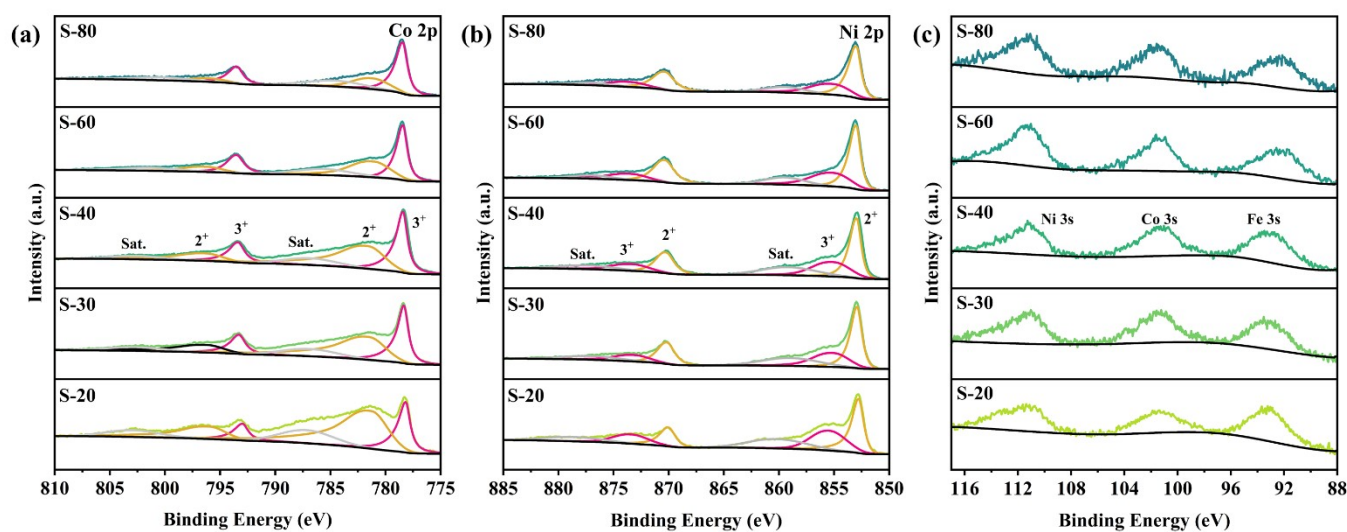 (a)
S-80
Co 2p
S-60
S-40
Sat.
2⁺
3⁺
Sat.
2⁺
3⁺
S-30
S-20
810 805 800 795 790 785 780 775
Binding Energy (eV)
Intensity (a.u.)
(b)
S-80
Ni 2p
S-60
S-40
Sat.
3⁺
2⁺
Sat.
3⁺
2⁺
S-30
S-20
885 880 875 870 865 860 855 850
Binding Energy (eV)
Intensity (a.u.)
(c)
S-80
S-60
S-40
Ni 3s
Co 3s
Fe 3s
S-30
S-20
116 112 108 104 100 96 92 88
Binding Energy (eV)
Intensity (a.u.)